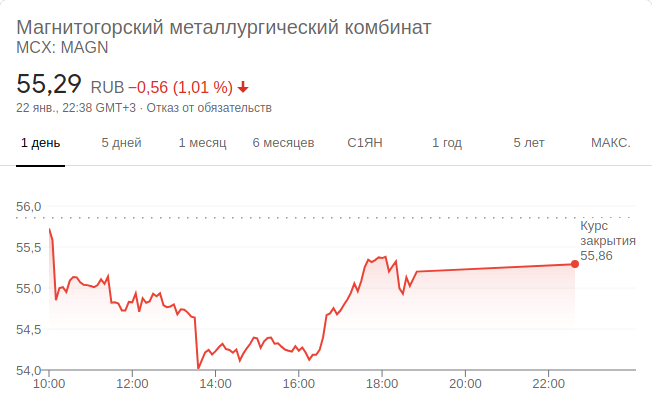 Магнитогорский металлургический комбинат
MCX: MAGN
55,29 RUB −0,56 (1,01 %)
22 янв., 22:38 GMT+3 · Отказ от обязательств
1 день 5 дней 1 месяц 6 месяцев С1ЯН 1 год 5 лет МАКС.
56,0
Курс
закрытия
55,86
55,5
55,0
54,5
54,0
10:00 12:00 14:00 16:00 18:00 20:00 22:00